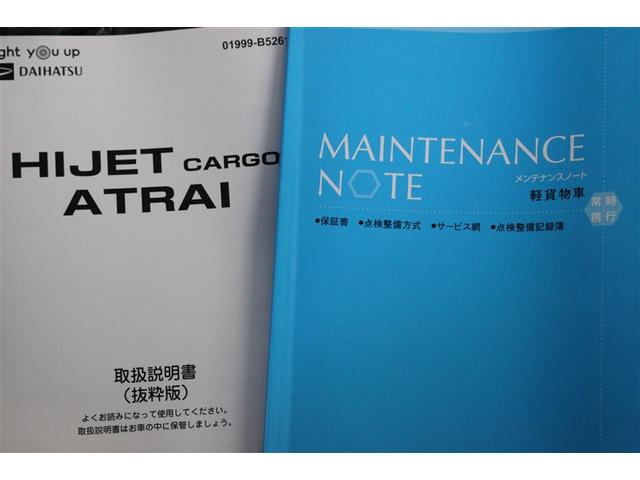 ght you up
DAIHATSU
01999-B5261
HIJET CARGO
ATRAI
取扱説明書
(抜粋版)
よくお読みになって使用してください。
取扱説明書はお車の中に保管しましょう。
MAINTENANCE
NOTE
メンテナンスノート
軽貨物車
常時
携行
●保証書 ●点検整備方式 ●サービス網 ●点検整備記録簿